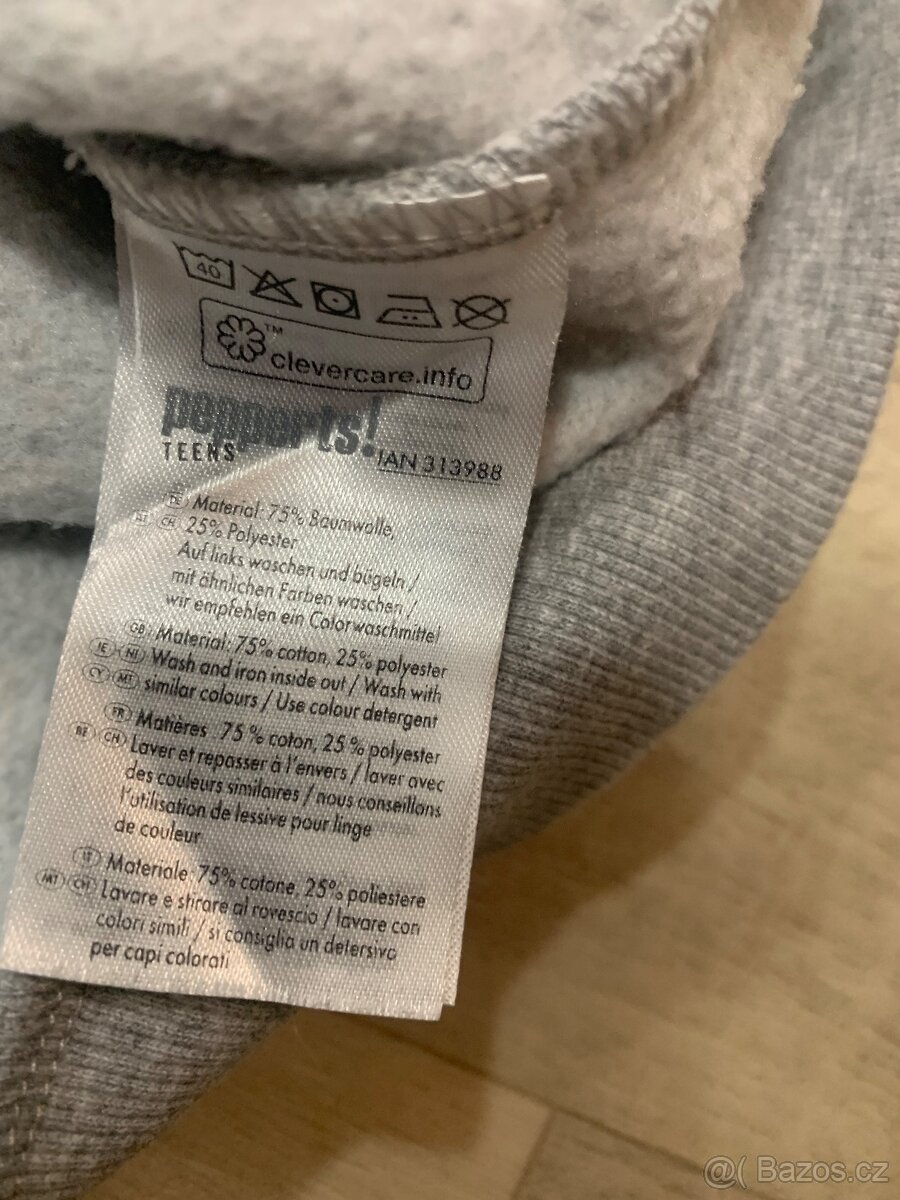 40
™
clevercare.info
pepperts!
TEENS
IAN 313988
DE Material: 75% Baumwolle,
AT CH 25% Polyester
Auf links waschen und bügeln /
mit ähnlichen Farben waschen /
wir empfehlen ein Colorwaschmittel
GB Material: 75% cotton, 25% polyester
IE NI Wash and iron inside out / Wash with
CY MT similar colours / Use colour detergent
FR Matières : 75 % coton, 25 % polyester
BE CH Laver et repasser à l'envers / laver avec
des couleurs similaires / nous conseillons
l'utilisation de lessive pour linge
de couleur
IT Materiale: 75% cotone, 25% poliestere
MT CH Lavare e stirare al rovescio / lavare con
colori simili / si consiglia un detersivo
per capi colorati
@( Bazos.cz